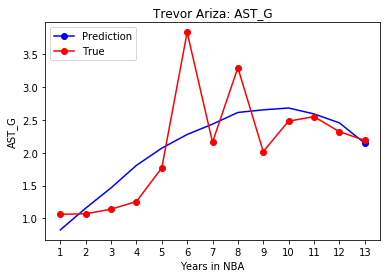 Trevor Ariza: AST_G
Prediction
True
AST_G
3.5
3.0
2.5
2.0
1.5
1.0
1 2 3 4 5 6 7 8 9 10 11 12 13
Years in NBA